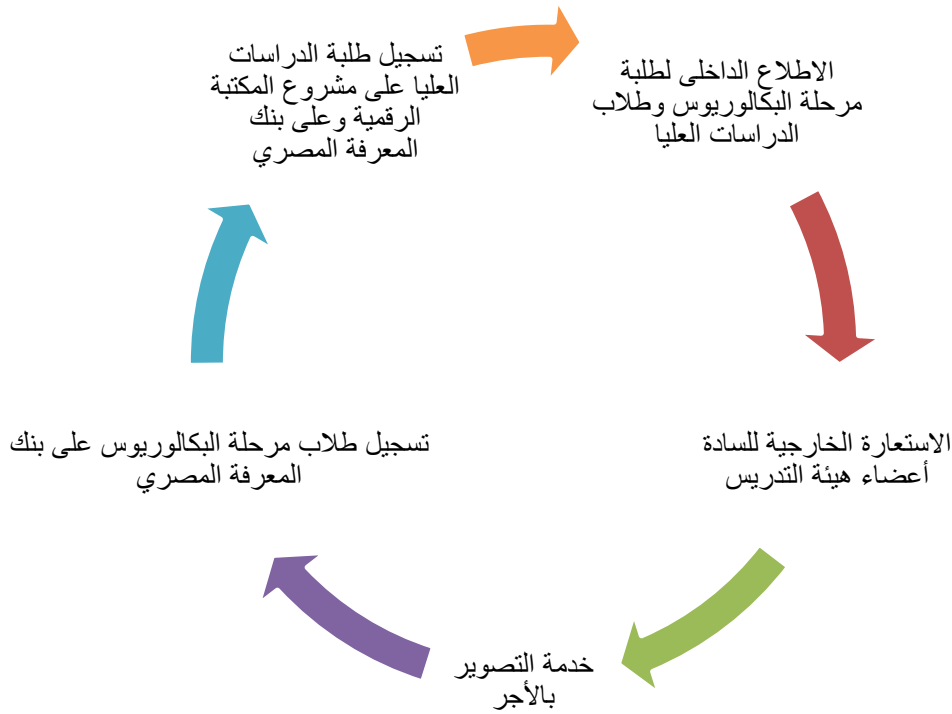 الاطلاع الداخلى لطلبة
مرحلة البكالوريوس وطلاب
الدراسات العليا
الاستعارة الخارجية للسادة
أعضاء هيئة التدريس
خدمة التصوير
بالأجر
تسجيل طلاب مرحلة البكالوريوس على بنك
المعرفة المصري
تسجيل طلبة الدراسات
العليا على مشروع المكتبة
الرقمية وعلى بنك
المعرفة المصري